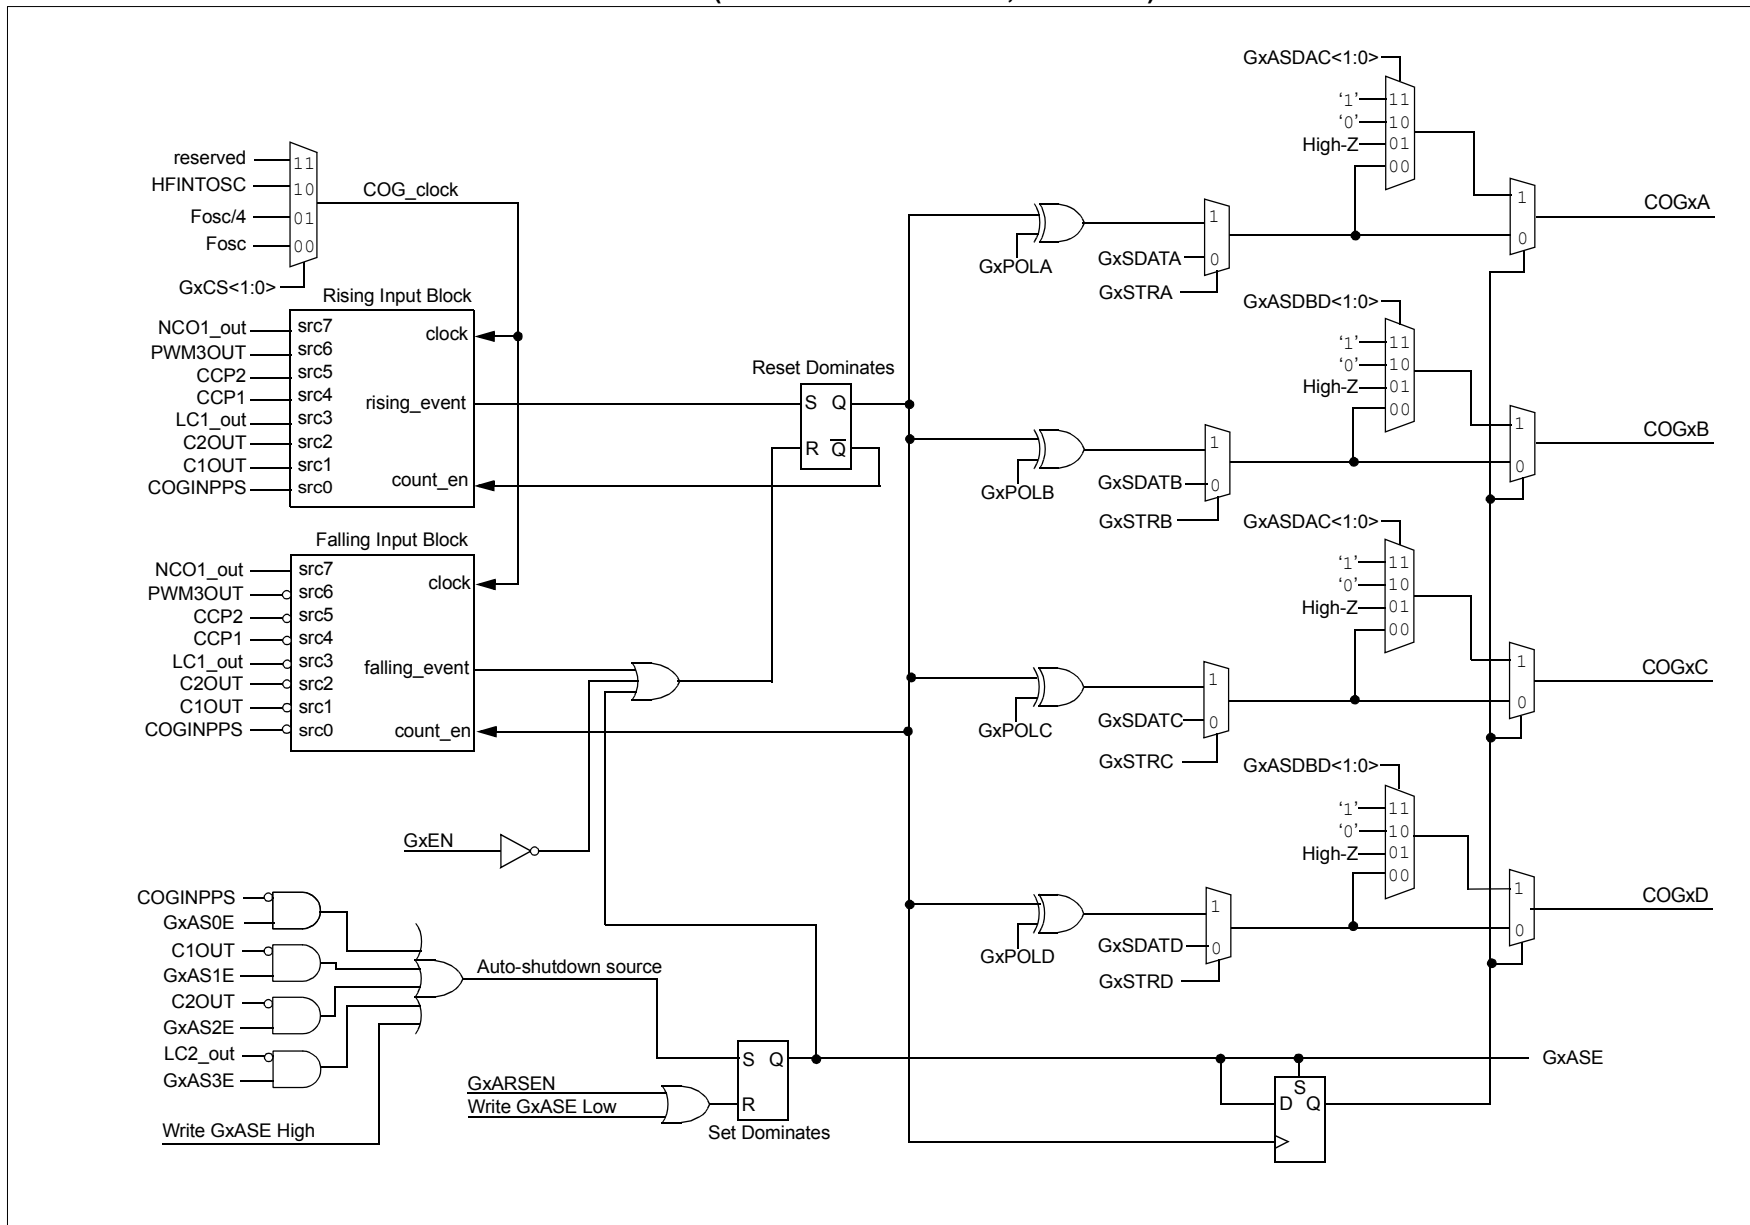 GxASDAC<1:0>
'1' 11
'0' 10
High-Z 01
00
reserved 11
HFINTOSC 10
Fosc/4 01
Fosc 00
COG_clock
GxCS<1:0>
1
0
COGxA
GxPOLA
GxSDATA
GxSTRA
1
0
Rising Input Block
NCO1_out src7
PWM3OUT src6
CCP2 src5
CCP1 src4
LC1_out src3
C2OUT src2
C1OUT src1
COGINPPS src0
clock
rising_event
count_en
Reset Dominates
S Q
R Q̅
GxASDBD<1:0>
'1' 11
'0' 10
High-Z 01
00
1
0
COGxB
GxPOLB
GxSDATB
GxSTRB
1
0
Falling Input Block
NCO1_out src7
PWM3OUT src6
CCP2 src5
CCP1 src4
LC1_out src3
C2OUT src2
C1OUT src1
COGINPPS src0
clock
falling_event
count_en
GxASDAC<1:0>
'1' 11
'0' 10
High-Z 01
00
1
0
COGxC
GxPOLC
GxSDATC
GxSTRC
1
0
GxEN
GxASDBD<1:0>
'1' 11
'0' 10
High-Z 01
00
1
0
COGxD
GxPOLD
GxSDATD
GxSTRD
1
0
COGINPPS
GxAS0E
C1OUT
GxAS1E
C2OUT
GxAS2E
LC2_out
GxAS3E
Auto-shutdown source
Write GxASE High
GxARSEN
Write GxASE Low
S Q
R
Set Dominates
GxASE
S
D Q